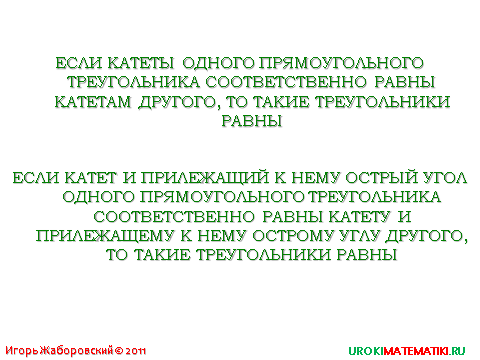 ЕСЛИ КАТЕТЫ ОДНОГО ПРЯМОУГОЛЬНОГО
ТРЕУГОЛЬНИКА СООТВЕТСТВЕННО РАВНЫ
КАТЕТАМ ДРУГОГО, ТО ТАКИЕ ТРЕУГОЛЬНИКИ
РАВНЫ
ЕСЛИ КАТЕТ И ПРИЛЕЖАЩИЙ К НЕМУ ОСТРЫЙ УГОЛ
ОДНОГО ПРЯМОУГОЛЬНОГО ТРЕУГОЛЬНИКА
СООТВЕТСТВЕННО РАВНЫ КАТЕТУ И
ПРИЛЕЖАЩЕМУ К НЕМУ ОСТРОМУ УГЛУ ДРУГОГО,
ТО ТАКИЕ ТРЕУГОЛЬНИКИ РАВНЫ
Игорь Жаборовский © 2011
UROKIMATEMATIKI.RU